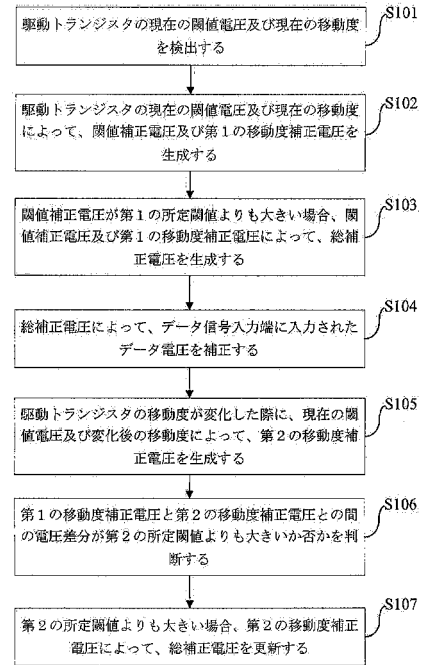 S101
駆動トランジスタの現在の閾値電圧及び現在の移動度
を検出する
S102
駆動トランジスタの現在の閾値電圧及び現在の移動度
によって、閾値補正電圧及び第1の移動度補正電圧を
生成する
S103
閾値補正電圧が第1の所定閾値よりも大きい場合、閾
値補正電圧及び第1の移動度補正電圧によって、総補
正電圧を生成する
S104
総補正電圧によって、データ信号入力端に入力された
データ電圧を補正する
S105
駆動トランジスタの移動度が変化した際に、現在の閾
値電圧及び変化後の移動度によって、第2の移動度補
正電圧を生成する
S106
第1の移動度補正電圧と第2の移動度補正電圧との間
の電圧差分が第2の所定閾値よりも大きいか否かを判
断する
S107
第2の所定閾値よりも大きい場合、第2の移動度補正
電圧によって、総補正電圧を更新する